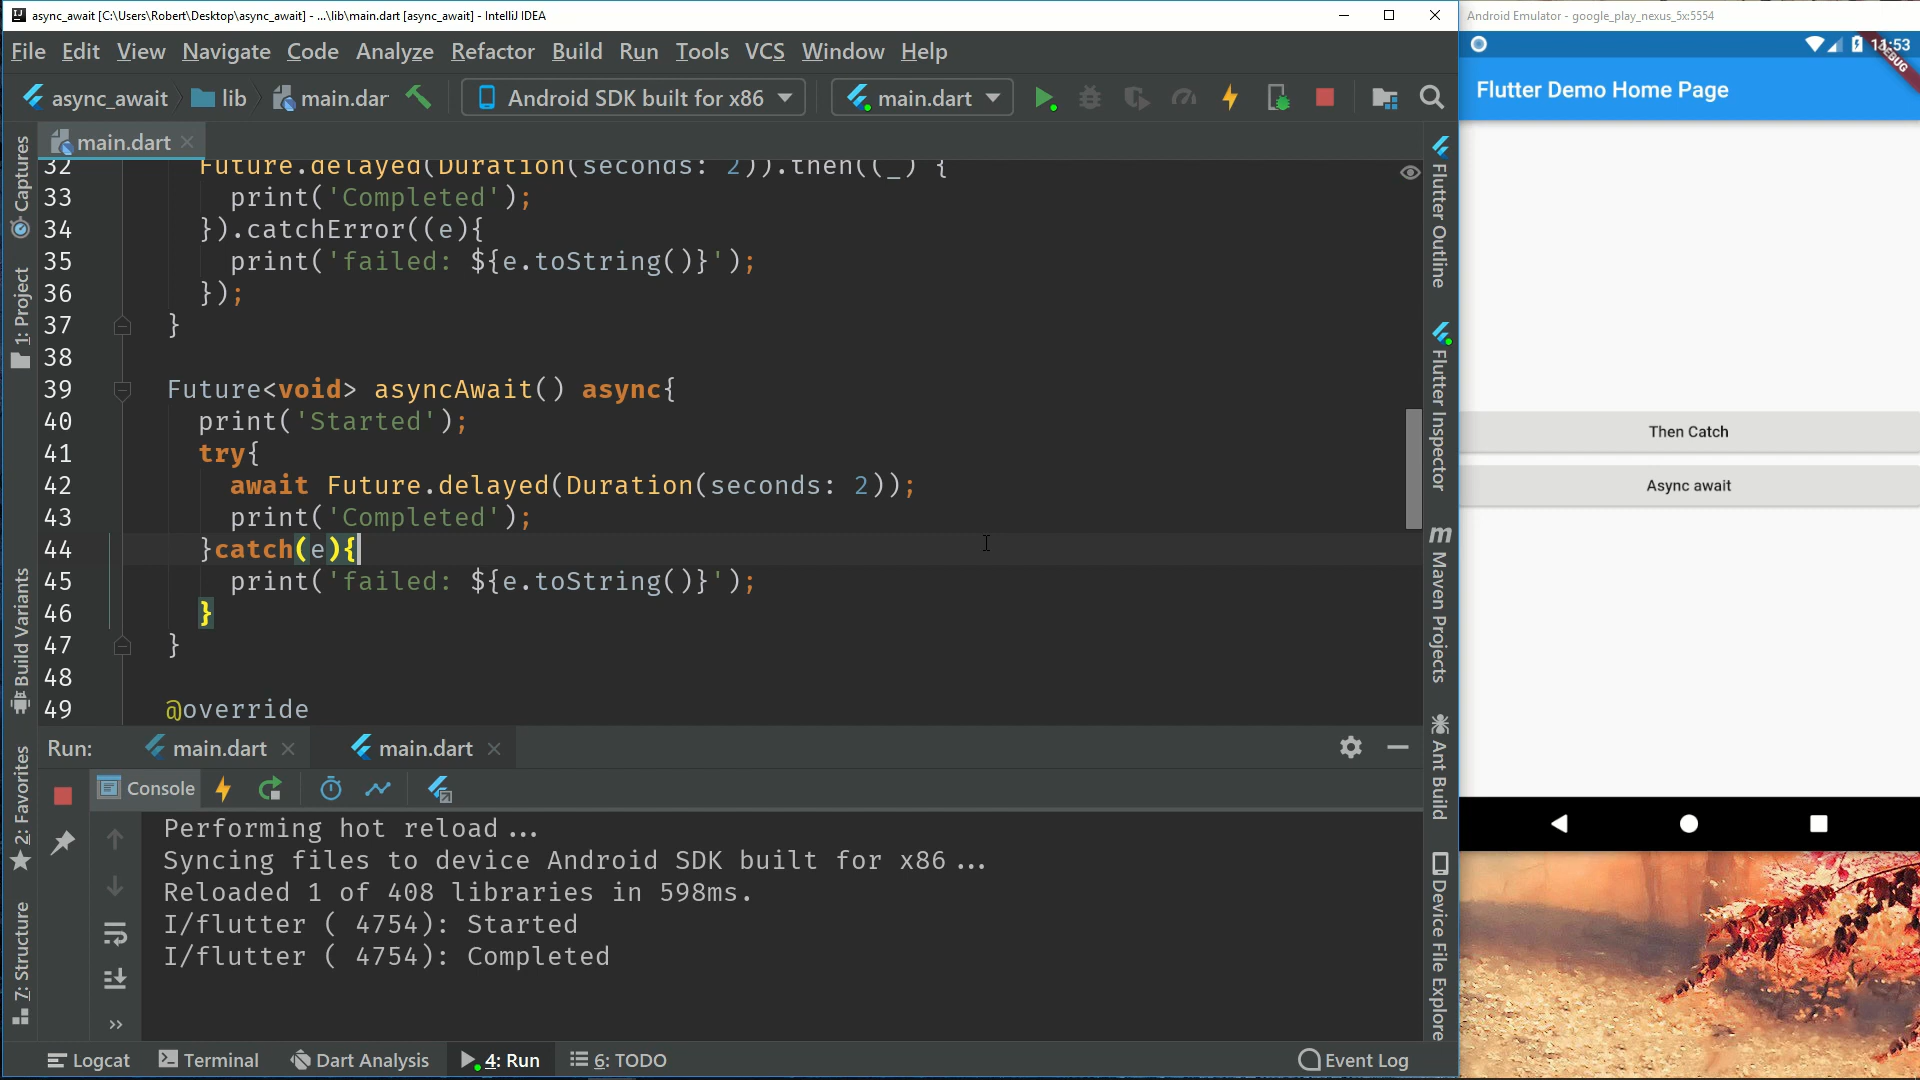 async_await [C:\Users\Robert\Desktop\async_await] - ...\lib\main.dart [async_await] - IntelliJ IDEA
Android Emulator - google_play_nexus_5x:5554
File Edit View Navigate Code Analyze Refactor Build Run Tools VCS Window Help
11:53
DEBUG
Flutter Demo Home Page
async_await lib main.dar Android SDK built for x86 main.dart
main.dart
32 Future.delayed(Duration(seconds: 2)).then((_) {
33 print('Completed');
34 }).catchError((e){
35 print('failed: ${e.toString()}');
36 });
37 }
38
39 Future<void> asyncAwait() async{
40 print('Started');
41 try{
42 await Future.delayed(Duration(seconds: 2));
43 print('Completed');
44 }catch(e){
45 print('failed: ${e.toString()}');
46 }
47 }
48
49 @override
Captures
1: Project
Build Variants
2: Favorites
7: Structure
Flutter Outline
Flutter Inspector
Maven Projects
Ant Build
Device File Explore
Then Catch
Async await
Run: main.dart main.dart
Console
Performing hot reload...
Syncing files to device Android SDK built for x86...
Reloaded 1 of 408 libraries in 598ms.
I/flutter ( 4754): Started
I/flutter ( 4754): Completed
Logcat Terminal Dart Analysis 4: Run 6: TODO Event Log